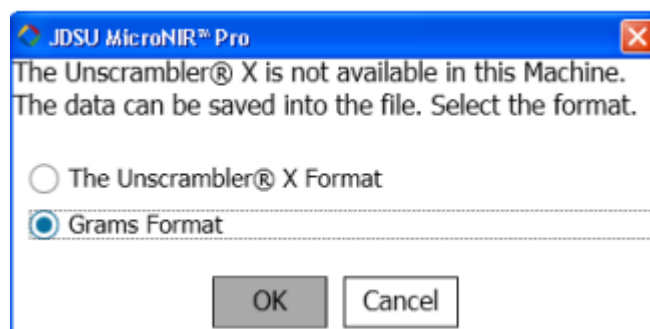 JDSU MicroNIR™ Pro
The Unscrambler® X is not available in this Machine.
The data can be saved into the file. Select the format.
The Unscrambler® X Format
Grams Format
OK Cancel